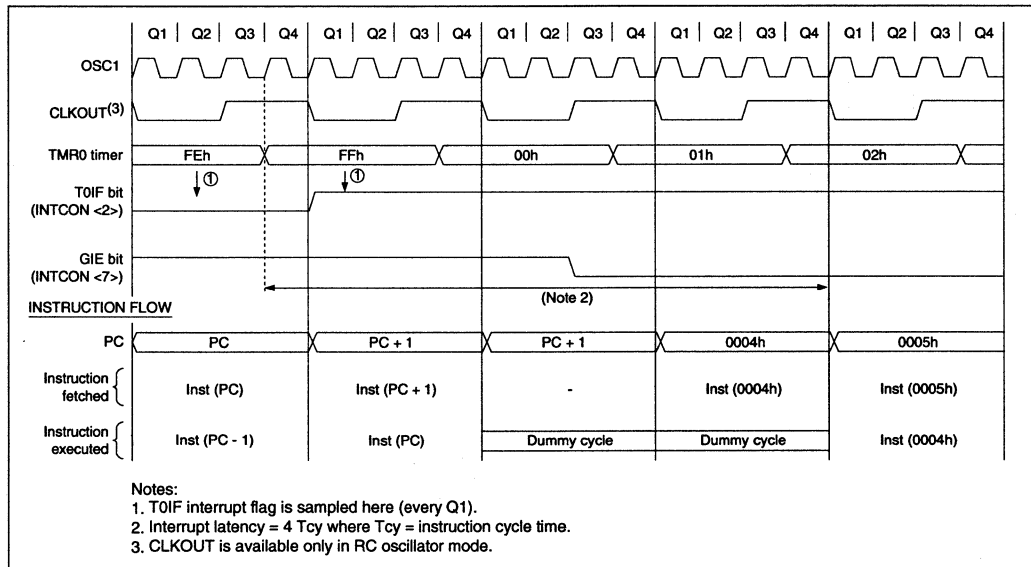 Q1 | Q2 | Q3 | Q4 Q1 | Q2 | Q3 | Q4 Q1 | Q2 | Q3 | Q4 Q1 | Q2 | Q3 | Q4 Q1 | Q2 | Q3 | Q4
OSC1
CLKOUT(3)
TMR0 timer FEh FFh 00h 01h 02h
① ①
T0IF bit
(INTCON <2>)
GIE bit
(INTCON <7>)
(Note 2)
INSTRUCTION FLOW
PC PC PC + 1 PC + 1 0004h 0005h
Instruction
fetched Inst (PC) Inst (PC + 1) - Inst (0004h) Inst (0005h)
Instruction
executed Inst (PC - 1) Inst (PC) Dummy cycle Dummy cycle Inst (0004h)
Notes:
1. T0IF interrupt flag is sampled here (every Q1).
2. Interrupt latency = 4 Tcy where Tcy = instruction cycle time.
3. CLKOUT is available only in RC oscillator mode.